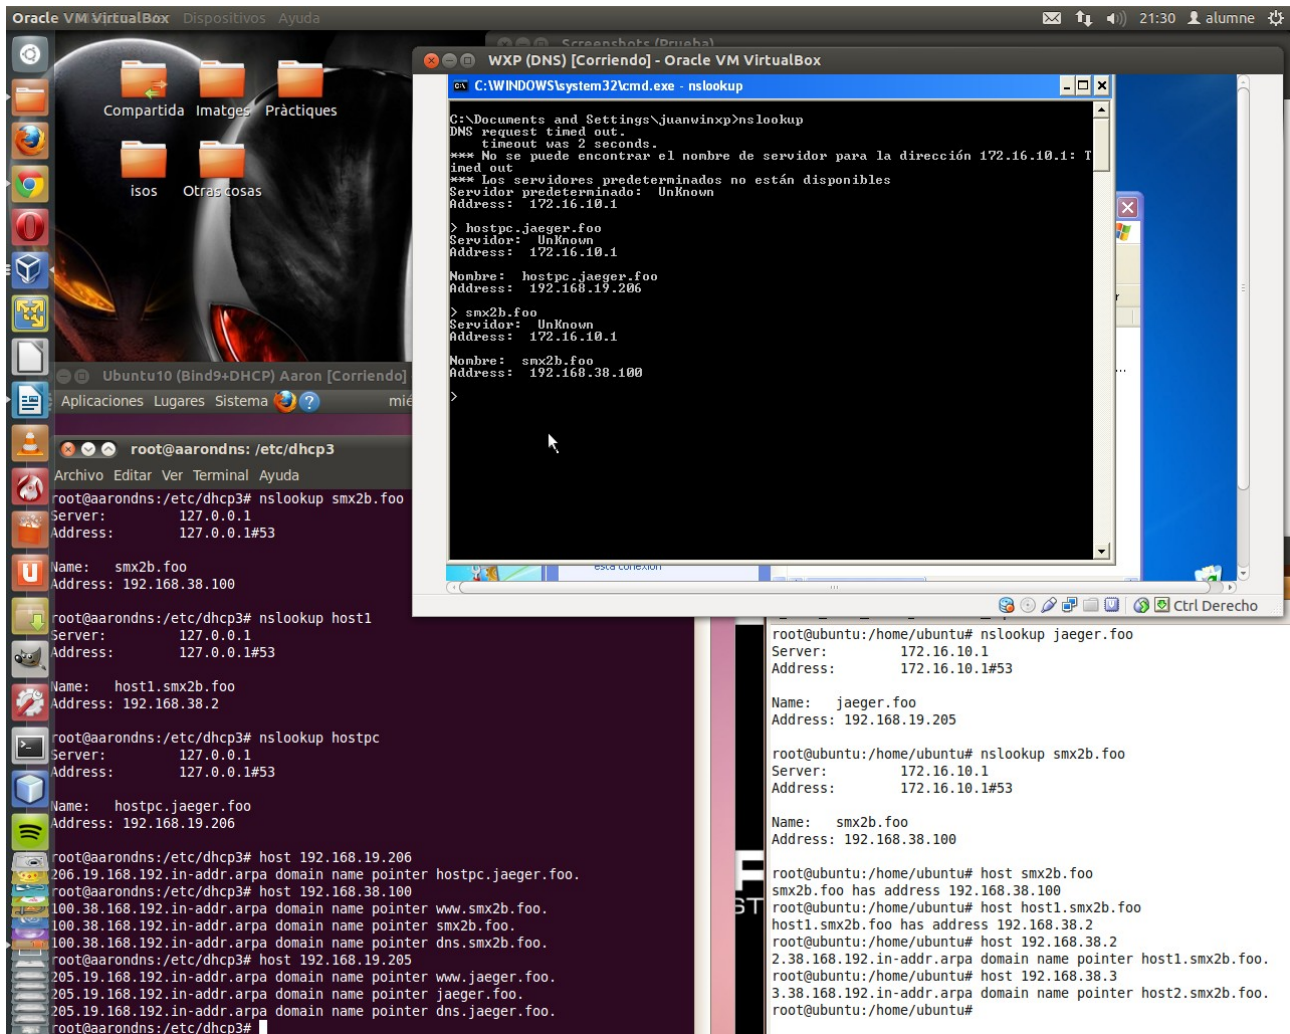 Oracle VM VirtualBox Dispositivos Ayuda
21:30 alumne
Screenshots (Prueba)
Compartida Imatges Pràctiques
isos Otras cosas
WXP (DNS) [Corriendo] - Oracle VM VirtualBox
C:\WINDOWS\system32\cmd.exe - nslookup
C:\Documents and Settings\juanwinxp>nslookup
DNS request timed out.
timeout was 2 seconds.
*** No se puede encontrar el nombre de servidor para la dirección 172.16.10.1: T
imed out
*** Los servidores predeterminados no están disponibles
Servidor predeterminado: UnKnown
Address: 172.16.10.1
> hostpc.jaeger.foo
Servidor: UnKnown
Address: 172.16.10.1
Nombre: hostpc.jaeger.foo
Address: 192.168.19.206
> smx2b.foo
Servidor: UnKnown
Address: 172.16.10.1
Nombre: smx2b.foo
Address: 192.168.38.100
>
esta conexión
Ctrl Derecho
Ubuntu10 (Bind9+DHCP) Aaron [Corriendo]
Aplicaciones Lugares Sistema mié
root@aarondns: /etc/dhcp3
Archivo Editar Ver Terminal Ayuda
root@aarondns:/etc/dhcp3# nslookup smx2b.foo
Server: 127.0.0.1
Address: 127.0.0.1#53
Name: smx2b.foo
Address: 192.168.38.100
root@aarondns:/etc/dhcp3# nslookup host1
Server: 127.0.0.1
Address: 127.0.0.1#53
Name: host1.smx2b.foo
Address: 192.168.38.2
root@aarondns:/etc/dhcp3# nslookup hostpc
Server: 127.0.0.1
Address: 127.0.0.1#53
Name: hostpc.jaeger.foo
Address: 192.168.19.206
root@aarondns:/etc/dhcp3# host 192.168.19.206
206.19.168.192.in-addr.arpa domain name pointer hostpc.jaeger.foo.
root@aarondns:/etc/dhcp3# host 192.168.38.100
100.38.168.192.in-addr.arpa domain name pointer www.smx2b.foo.
100.38.168.192.in-addr.arpa domain name pointer smx2b.foo.
100.38.168.192.in-addr.arpa domain name pointer dns.smx2b.foo.
root@aarondns:/etc/dhcp3# host 192.168.19.205
205.19.168.192.in-addr.arpa domain name pointer www.jaeger.foo.
205.19.168.192.in-addr.arpa domain name pointer jaeger.foo.
205.19.168.192.in-addr.arpa domain name pointer dns.jaeger.foo.
root@aarondns:/etc/dhcp3#
root@ubuntu:/home/ubuntu# nslookup jaeger.foo
Server: 172.16.10.1
Address: 172.16.10.1#53
Name: jaeger.foo
Address: 192.168.19.205
root@ubuntu:/home/ubuntu# nslookup smx2b.foo
Server: 172.16.10.1
Address: 172.16.10.1#53
Name: smx2b.foo
Address: 192.168.38.100
root@ubuntu:/home/ubuntu# host smx2b.foo
smx2b.foo has address 192.168.38.100
root@ubuntu:/home/ubuntu# host host1.smx2b.foo
host1.smx2b.foo has address 192.168.38.2
root@ubuntu:/home/ubuntu# host 192.168.38.2
2.38.168.192.in-addr.arpa domain name pointer host1.smx2b.foo.
root@ubuntu:/home/ubuntu# host 192.168.38.3
3.38.168.192.in-addr.arpa domain name pointer host2.smx2b.foo.
root@ubuntu:/home/ubuntu#